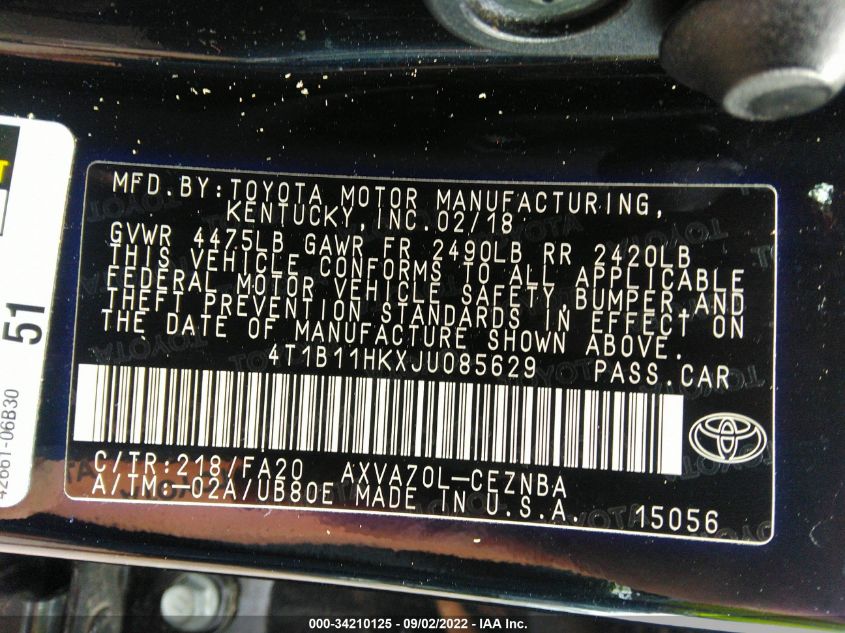 MFD.BY:TOYOTA MOTOR MANUFACTURING,
KENTUCKY,INC.02/18
GVWR 4475LB GAWR FR 2490LB RR 2420LB
THIS VEHICLE CONFORMS TO ALL APPLICABLE
FEDERAL MOTOR VEHICLE SAFETY,BUMPER,AND
THEFT PREVENTION STANDARDS IN EFFECT ON
THE DATE OF MANUFACTURE SHOWN ABOVE.
4T1B11HKXJU085629 PASS.CAR
C/TR:218/FA20 AXVA70L-CEZNBA
A/TM:-02A/UB80E MADE IN U.S.A. 15056
51
42661-06B30
000-34210125 - 09/02/2022 - IAA Inc.